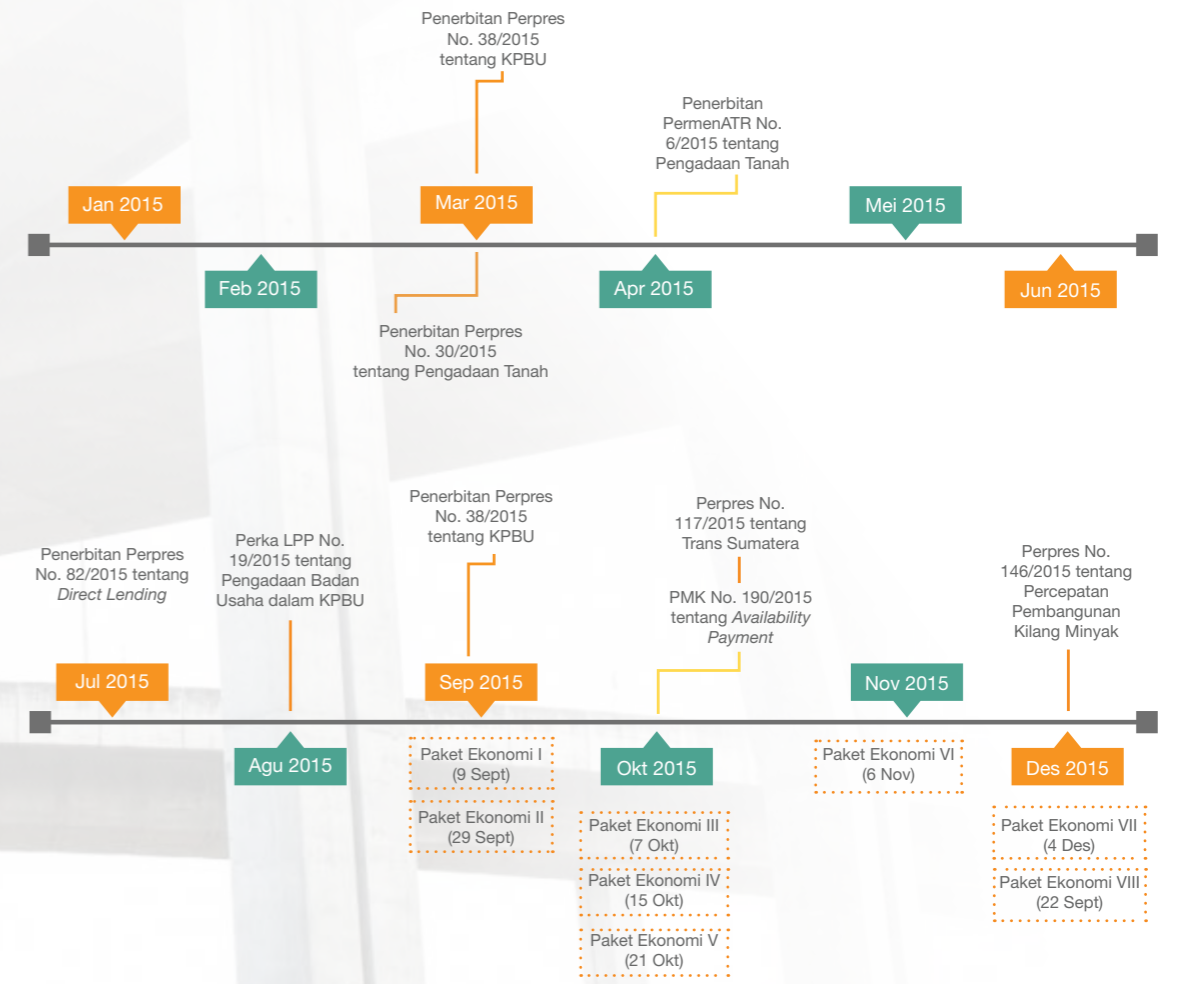 Penerbitan Perpres
No. 38/2015
tentang KPBU
Penerbitan
PermenATR No.
6/2015 tentang
Pengadaan Tanah
Jan 2015
Mar 2015
Mei 2015
Feb 2015
Apr 2015
Jun 2015
Penerbitan Perpres
No. 30/2015
tentang Pengadaan Tanah
Penerbitan Perpres
No. 82/2015 tentang
Direct Lending
Perka LPP No.
19/2015 tentang
Pengadaan Badan
Usaha dalam KPBU
Penerbitan Perpres
No. 38/2015
tentang KPBU
Perpres No.
117/2015 tentang
Trans Sumatera
PMK No. 190/2015
tentang Availability
Payment
Perpres No.
146/2015 tentang
Percepatan
Pembangunan
Kilang Minyak
Jul 2015
Sep 2015
Nov 2015
Agu 2015
Okt 2015
Des 2015
Paket Ekonomi I
(9 Sept)
Paket Ekonomi II
(29 Sept)
Paket Ekonomi III
(7 Okt)
Paket Ekonomi IV
(15 Okt)
Paket Ekonomi V
(21 Okt)
Paket Ekonomi VI
(6 Nov)
Paket Ekonomi VII
(4 Des)
Paket Ekonomi VIII
(22 Sept)